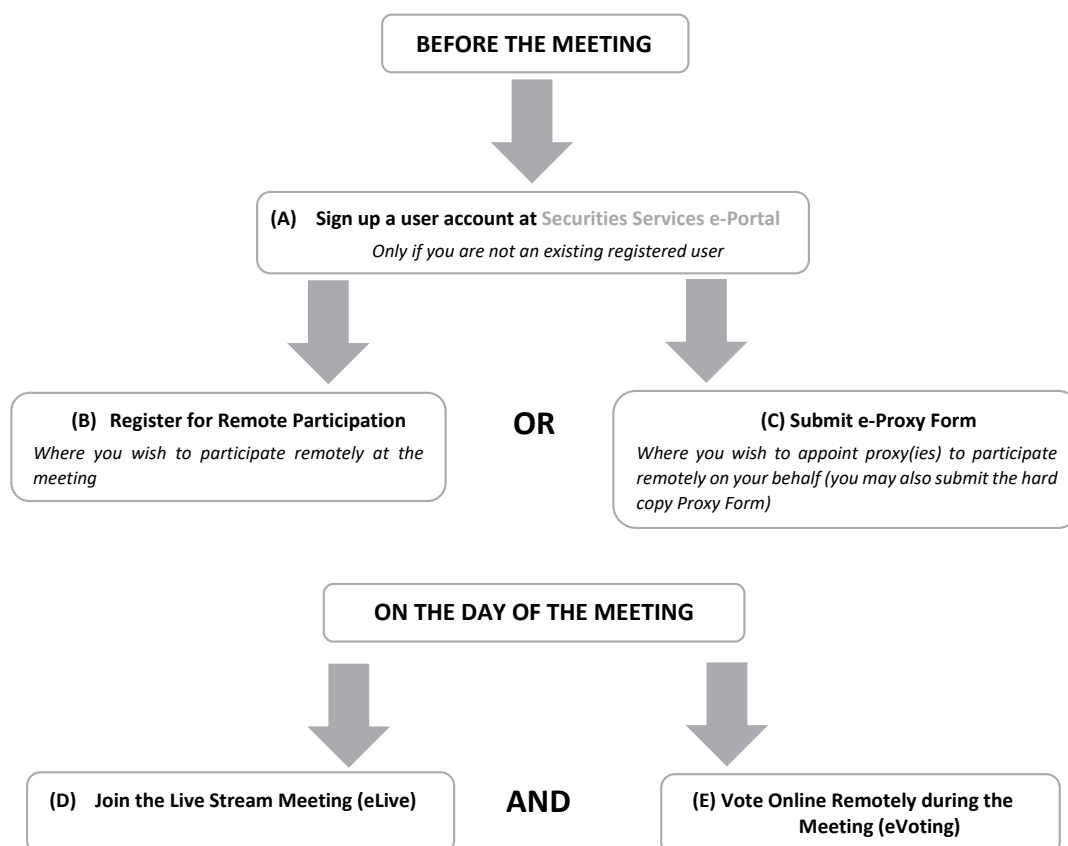 BEFORE THE MEETING
(A) Sign up a user account at Securities Services e-Portal
Only if you are not an existing registered user
(B) Register for Remote Participation
Where you wish to participate remotely at the
meeting
OR
(C) Submit e-Proxy Form
Where you wish to appoint proxy(ies) to participate
remotely on your behalf (you may also submit the hard
copy Proxy Form)
ON THE DAY OF THE MEETING
(D) Join the Live Stream Meeting (eLive)
AND
(E) Vote Online Remotely during the
Meeting (eVoting)